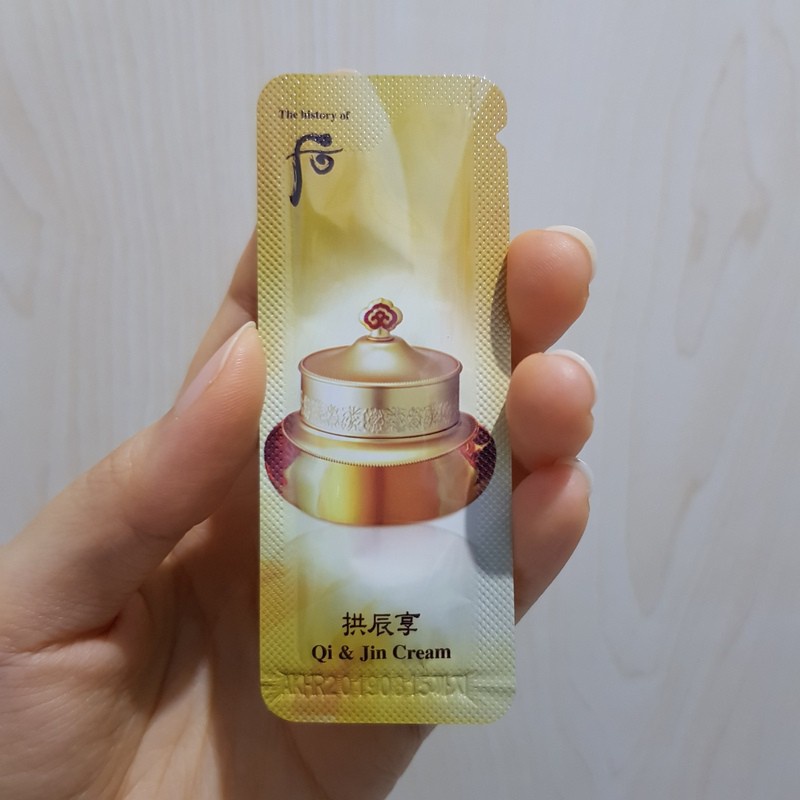 The history of
后
拱辰享
Qi & Jin Cream